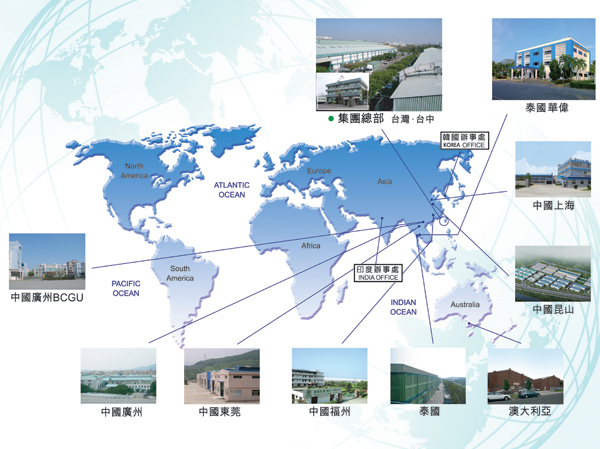 ● 集團總部 台灣‧台中
泰國華偉
韓國辦事處
KOREA OFFICE
North
America
Europe
Asia
ATLANTIC
OCEAN
中國上海
Africa
印度辦事處
INDIA OFFICE
South
America
中國廣州BCGU
PACIFIC
OCEAN
INDIAN
OCEAN
Australia
中國昆山
中國廣州
中國東莞
中國福州
泰國
澳大利亞